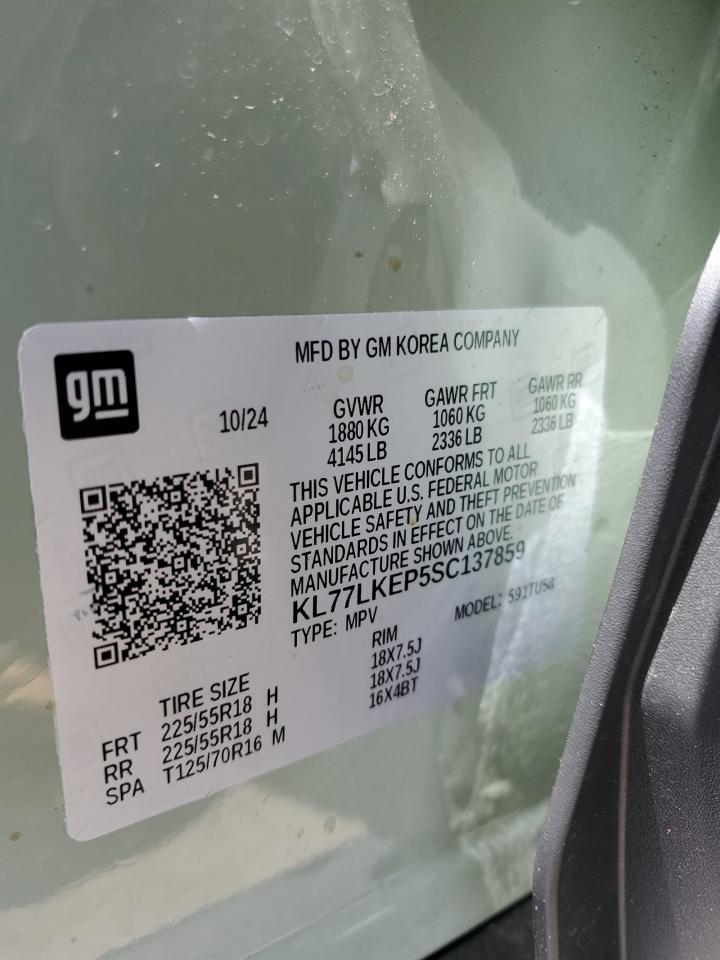 gm
MFD BY GM KOREA COMPANY
10/24
GVWR
1880 KG
4145 LB
GAWR FRT
1060 KG
2336 LB
GAWR RR
1060 KG
2336 LB
THIS VEHICLE CONFORMS TO ALL
APPLICABLE U.S. FEDERAL MOTOR
VEHICLE SAFETY AND THEFT PREVENTION
STANDARDS IN EFFECT ON THE DATE OF
MANUFACTURE SHOWN ABOVE.
KL77LKEP5SC137859
TYPE: MPV
MODEL: 591TU58
TIRE SIZE
RIM
FRT 225/55R18 H 18X7.5J
RR 225/55R18 H 18X7.5J
SPA T125/70R16 M 16X4BT